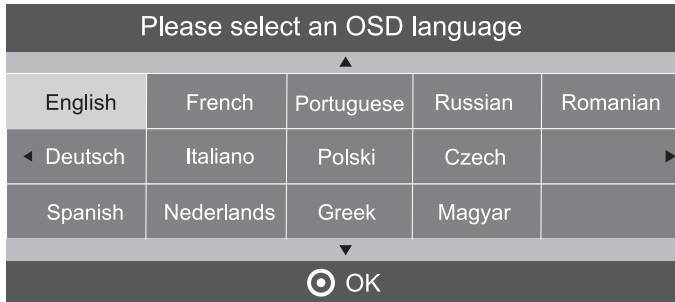 Please select an OSD language
English French Portuguese Russian Romanian
Deutsch Italiano Polski Czech
Spanish Nederlands Greek Magyar
OK